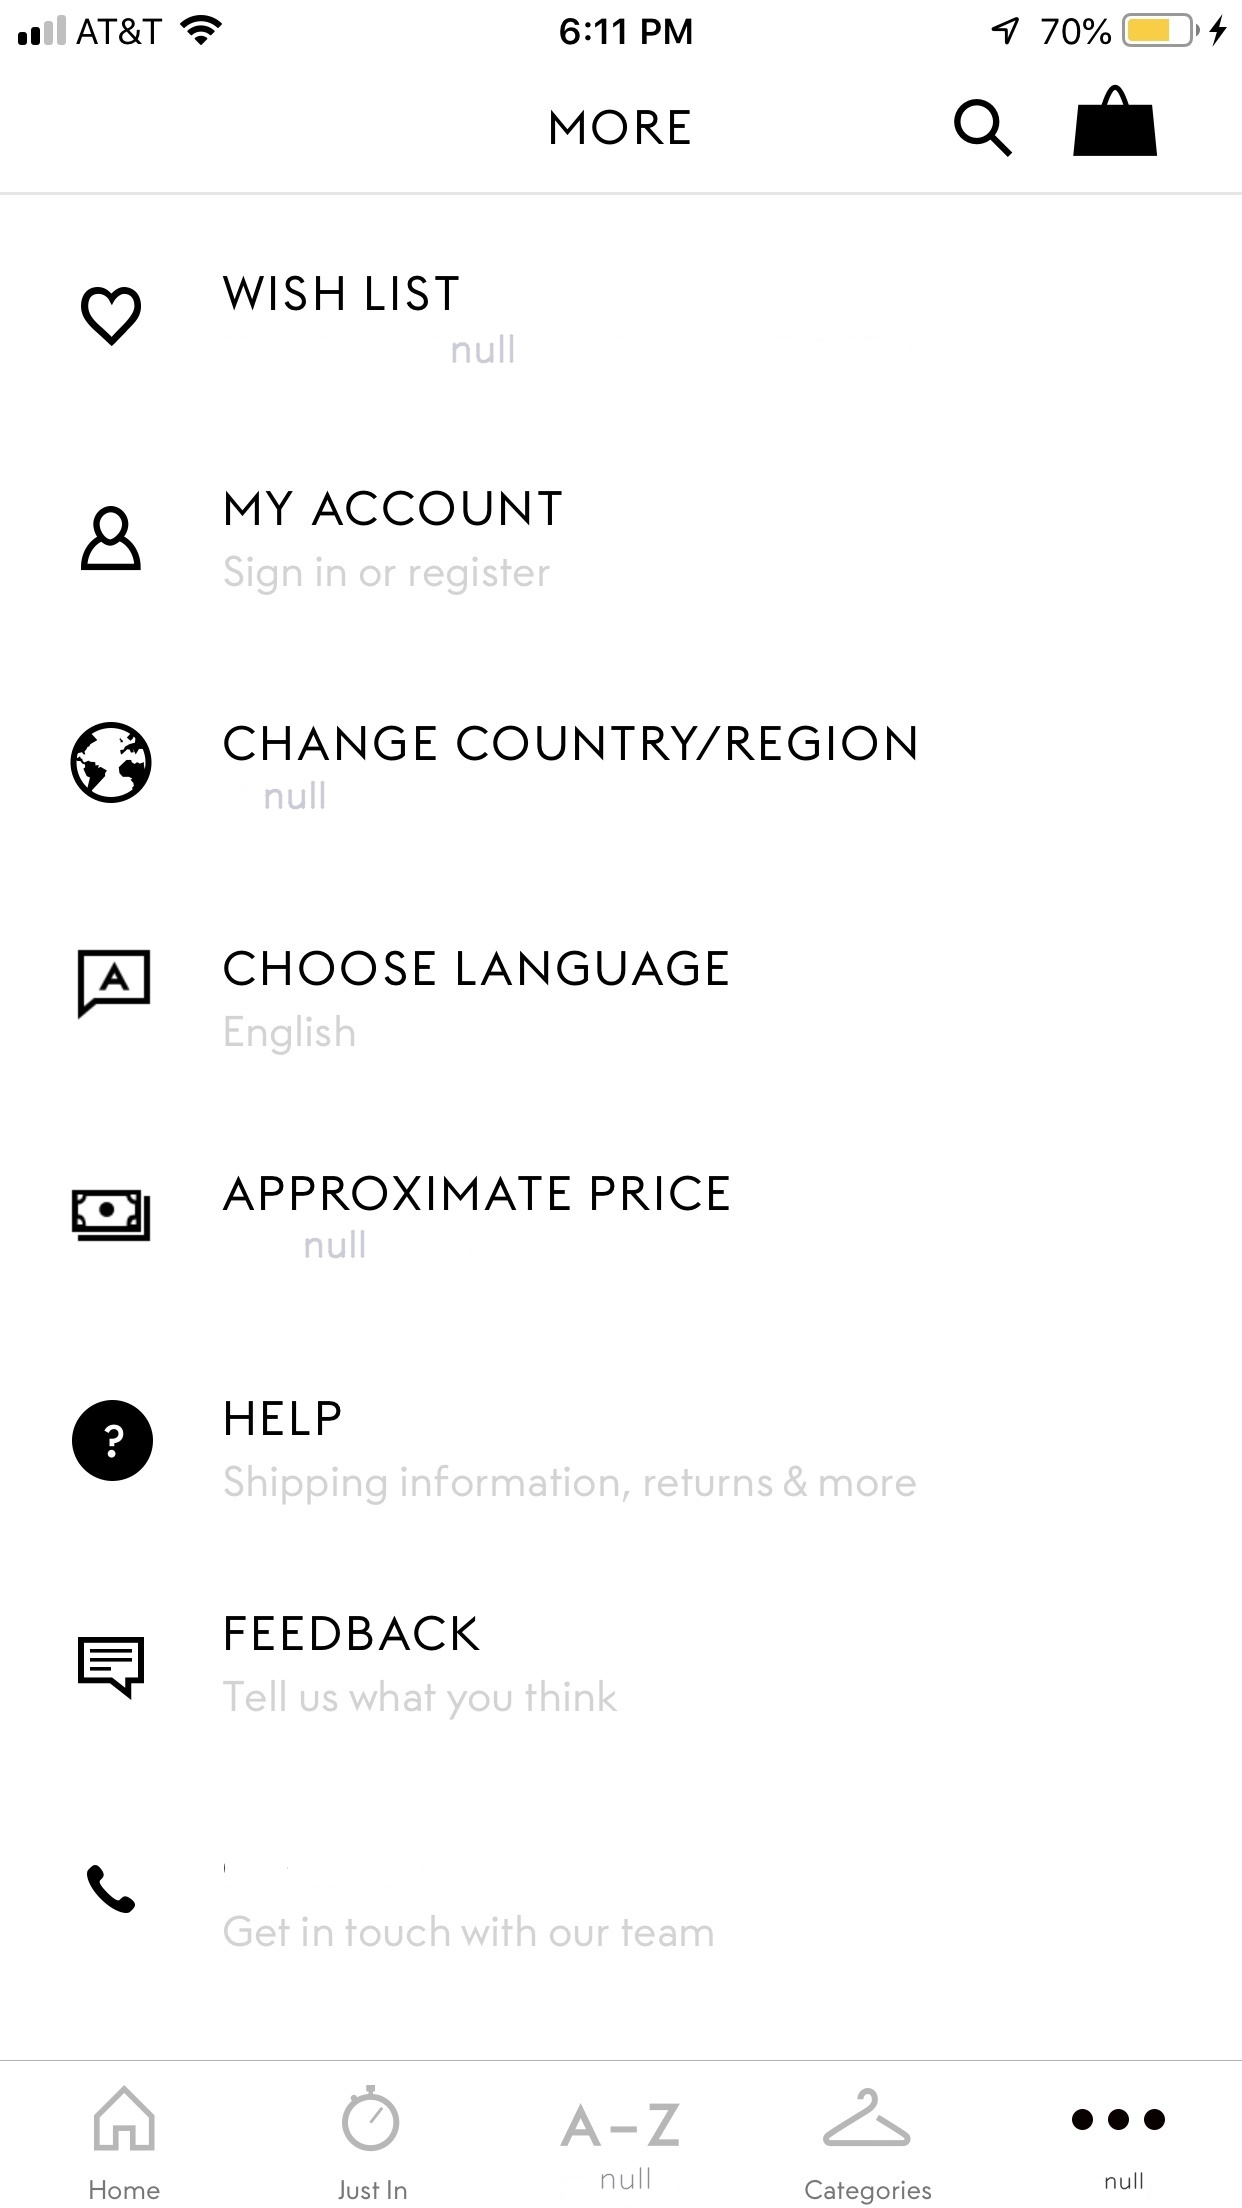 AT&T 6:11 PM 70%
MORE
WISH LIST
null
MY ACCOUNT
Sign in or register
CHANGE COUNTRY/REGION
null
A
CHOOSE LANGUAGE
English
APPROXIMATE PRICE
null
?
HELP
Shipping information, returns & more
FEEDBACK
Tell us what you think
Get in touch with our team
A–Z
Home Just In null Categories null